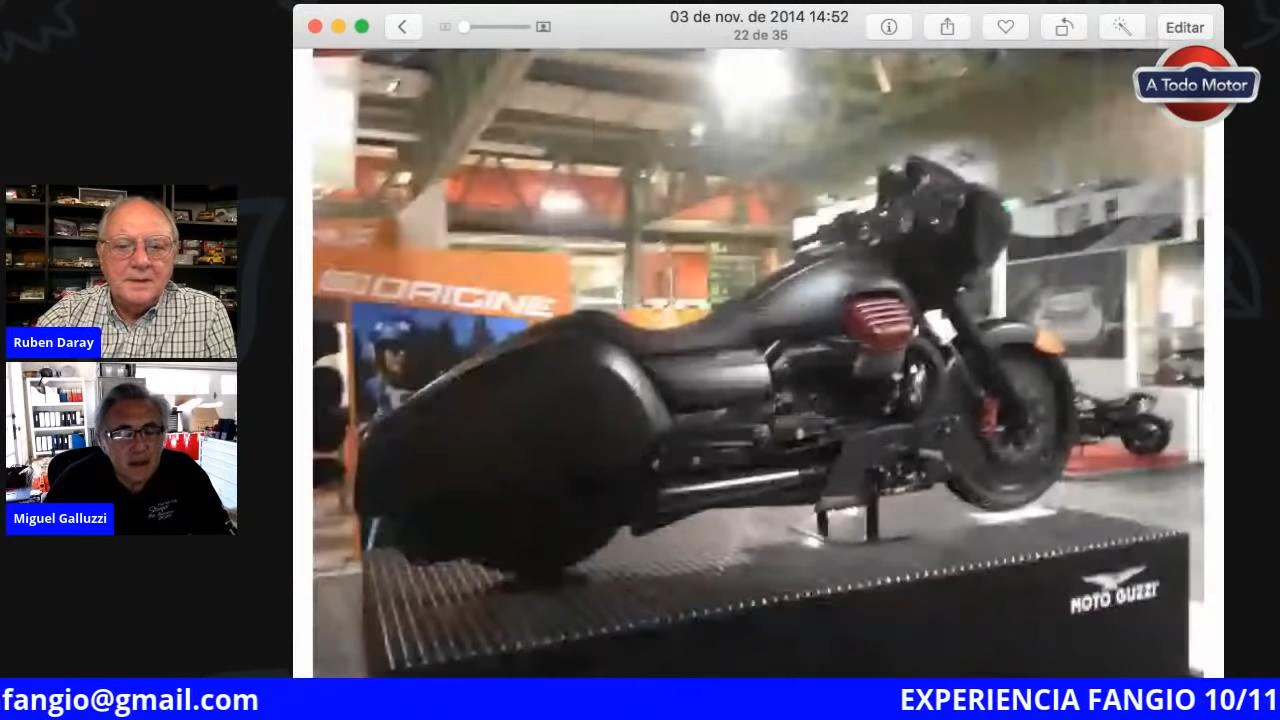 03 de nov. de 2014 14:52
22 de 35
Editar
A Todo Motor
ORIGINE
Ruben Daray
Miguel Galluzzi
MOTO GUZZI
fangio@gmail.com
EXPERIENCIA FANGIO 10/11